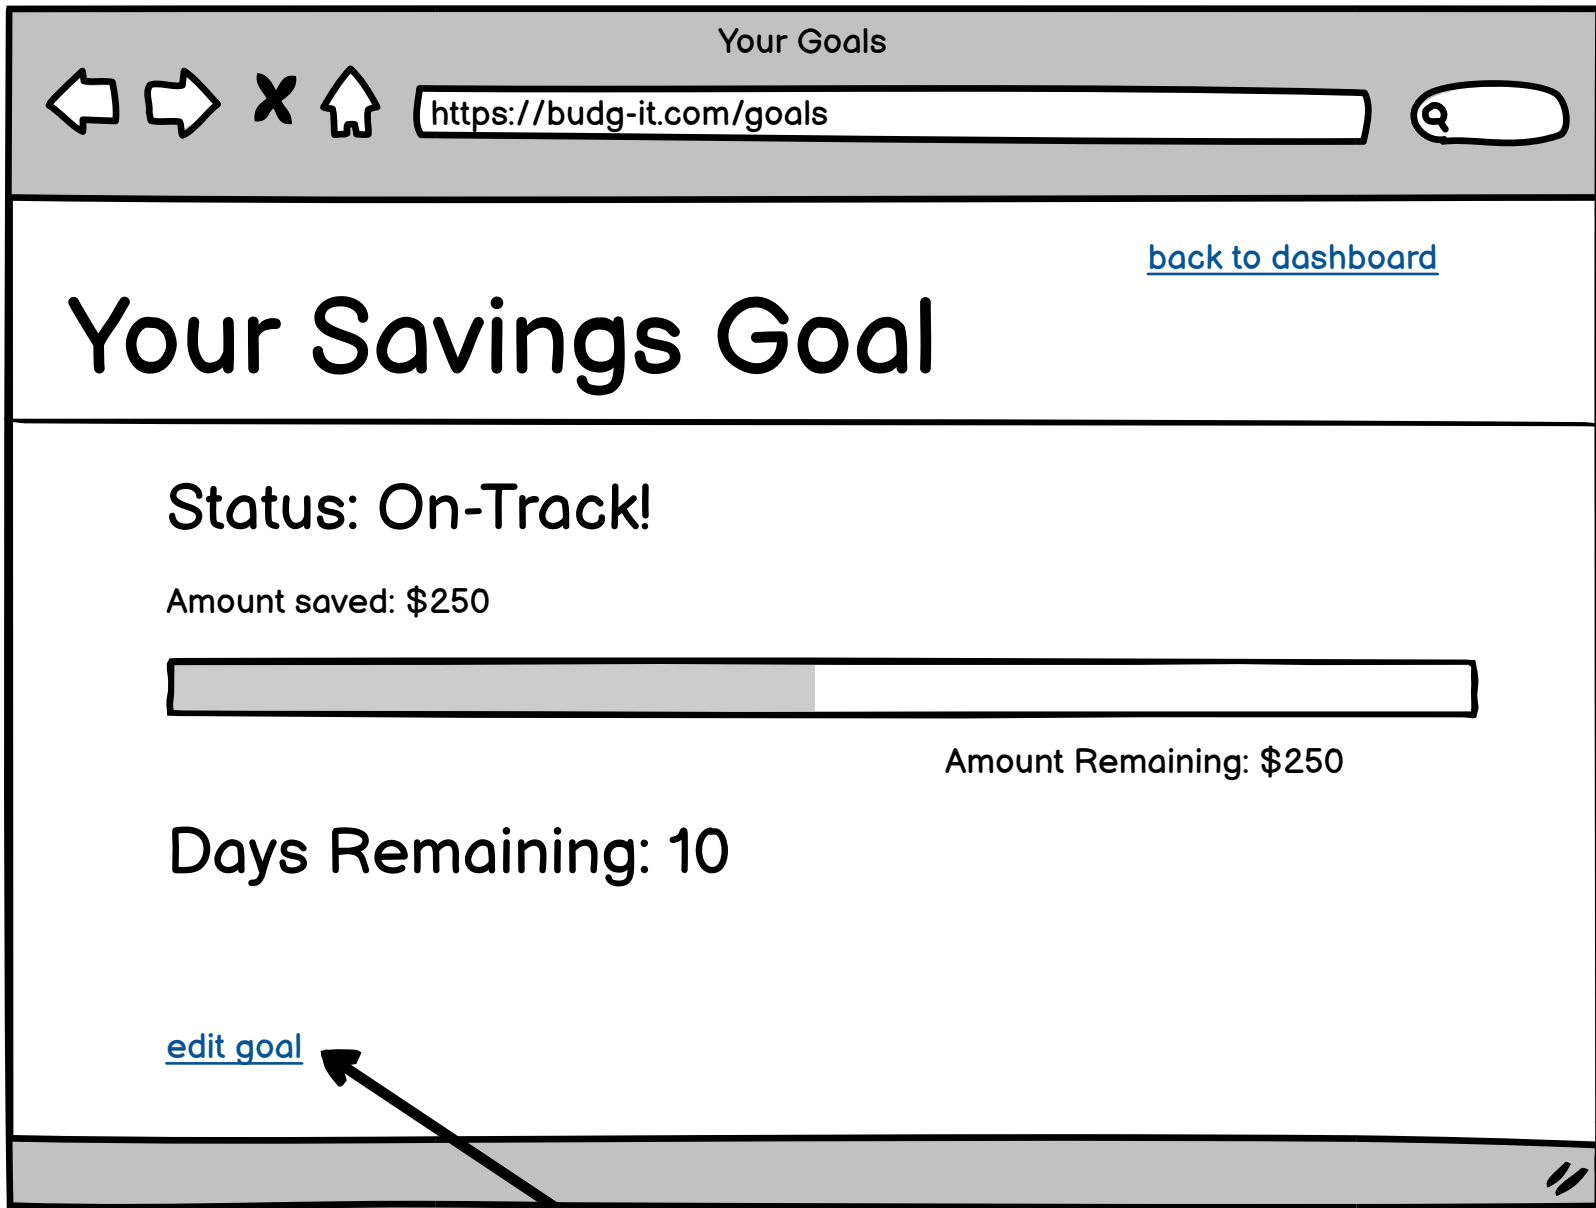 Your Goals
https://budg-it.com/goals
back to dashboard
Your Savings Goal
Status: On-Track!
Amount saved: $250
Amount Remaining: $250
Days Remaining: 10
edit goal